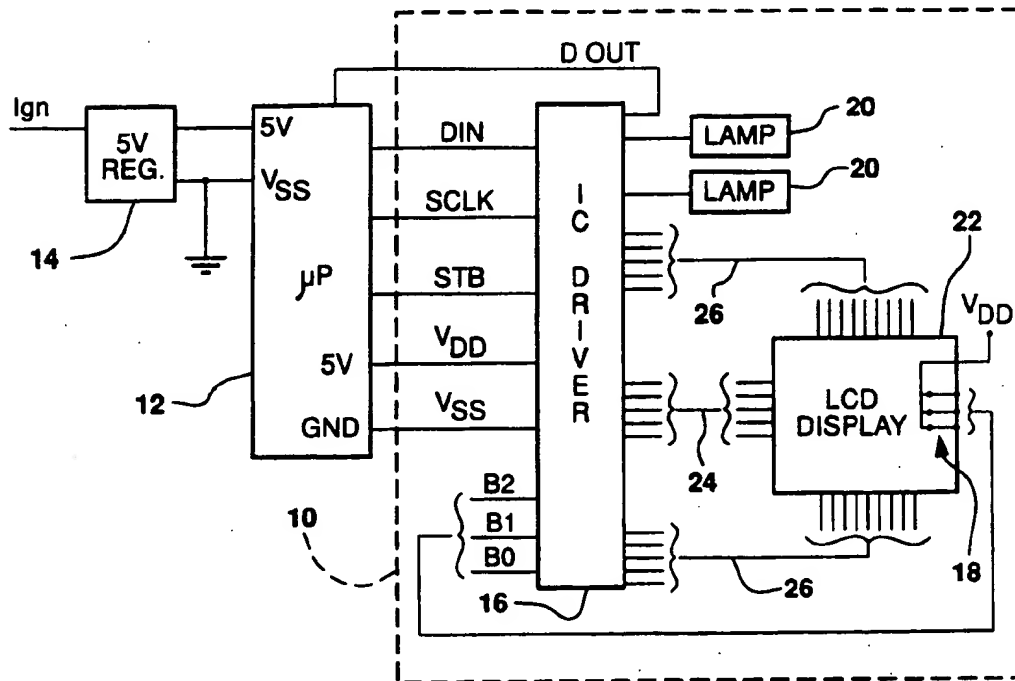 D OUT
Ign
5V
REG.
14
5V
VSS
µP
5V
GND
12
DIN
SCLK
STB
VDD
VSS
B2
B1
B0
10
IC DRIVER
16
LAMP
20
LAMP
20
26
22
VDD
LCD
DISPLAY
24
18
26